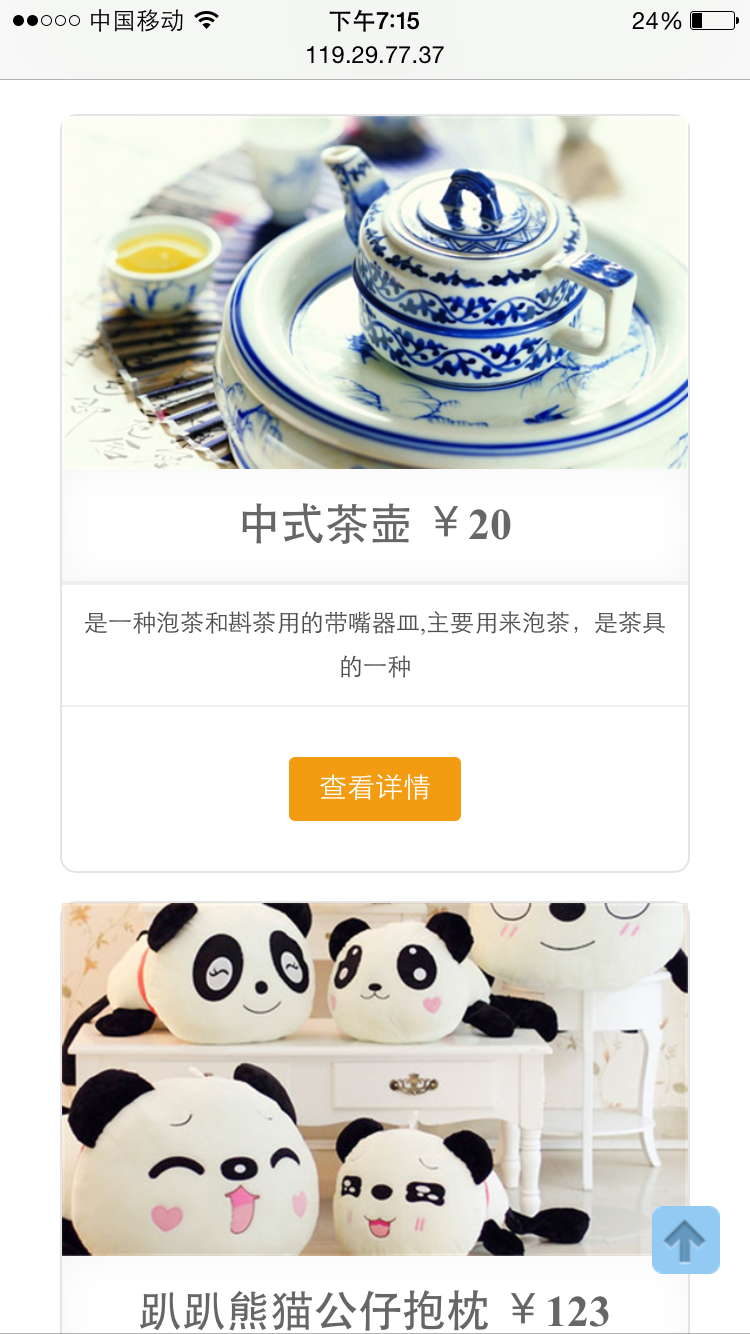 中国移动 下午7:15 24%
119.29.77.37
中式茶壶 ￥20
是一种泡茶和斟茶用的带嘴器皿,主要用来泡茶，是茶具
的一种
查看详情
趴趴熊猫公仔抱枕 ￥123